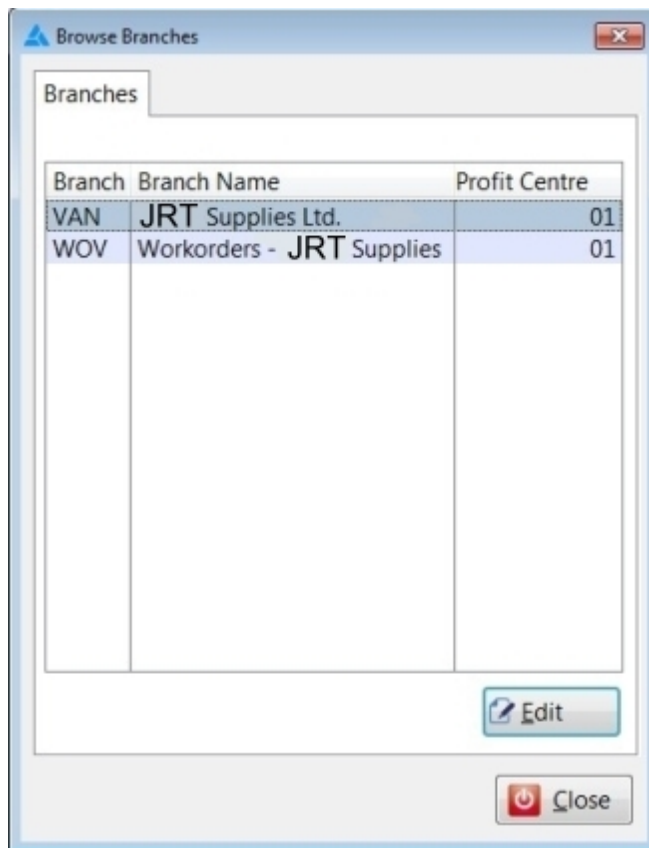 Browse Branches
Branches
Branch Branch Name Profit Centre
VAN JRT Supplies Ltd. 01
WOV Workorders - JRT Supplies 01
Edit
Close